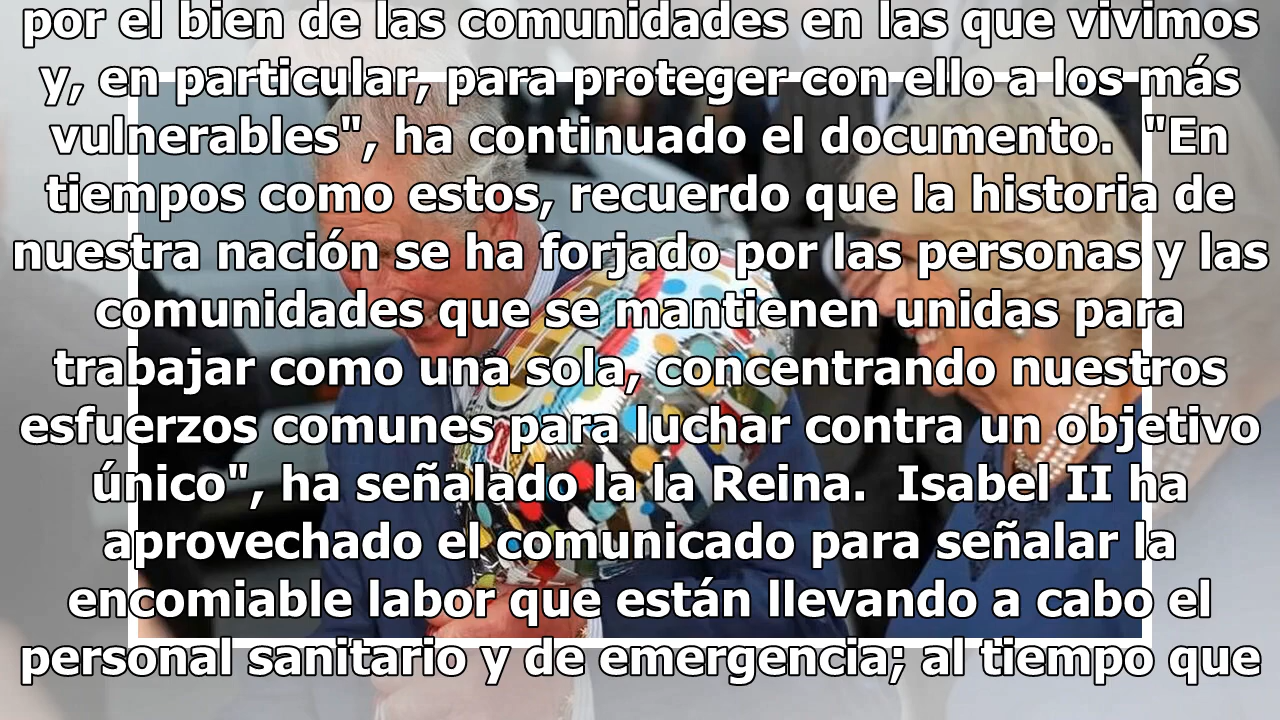 por el bien de las comunidades en las que vivimos
y, en particular, para proteger con ello a los más
vulnerables", ha continuado el documento.  "En
tiempos como estos, recuerdo que la historia de
nuestra nación se ha forjado por las personas y las
comunidades que se mantienen unidas para
trabajar como una sola, concentrando nuestros
esfuerzos comunes para luchar contra un objetivo
único", ha señalado la la Reina.  Isabel II ha
aprovechado el comunicado para señalar la
encomiable labor que están llevando a cabo el
personal sanitario y de emergencia; al tiempo que